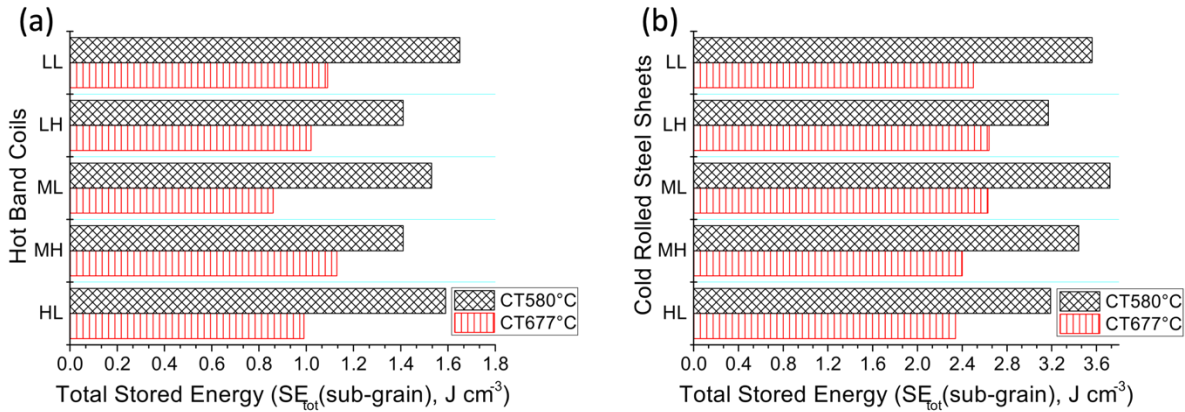 (a)
Hot Band Coils
LL
LH
ML
MH
HL
CT580°C
CT677°C
0.0 0.2 0.4 0.6 0.8 1.0 1.2 1.4 1.6 1.8
Total Stored Energy (SE_tot(sub-grain), J cm⁻³)
(b)
Cold Rolled Steel Sheets
LL
LH
ML
MH
HL
CT580°C
CT677°C
0.0 0.4 0.8 1.2 1.6 2.0 2.4 2.8 3.2 3.6
Total Stored Energy (SE_tot(sub-grain), J cm⁻³)